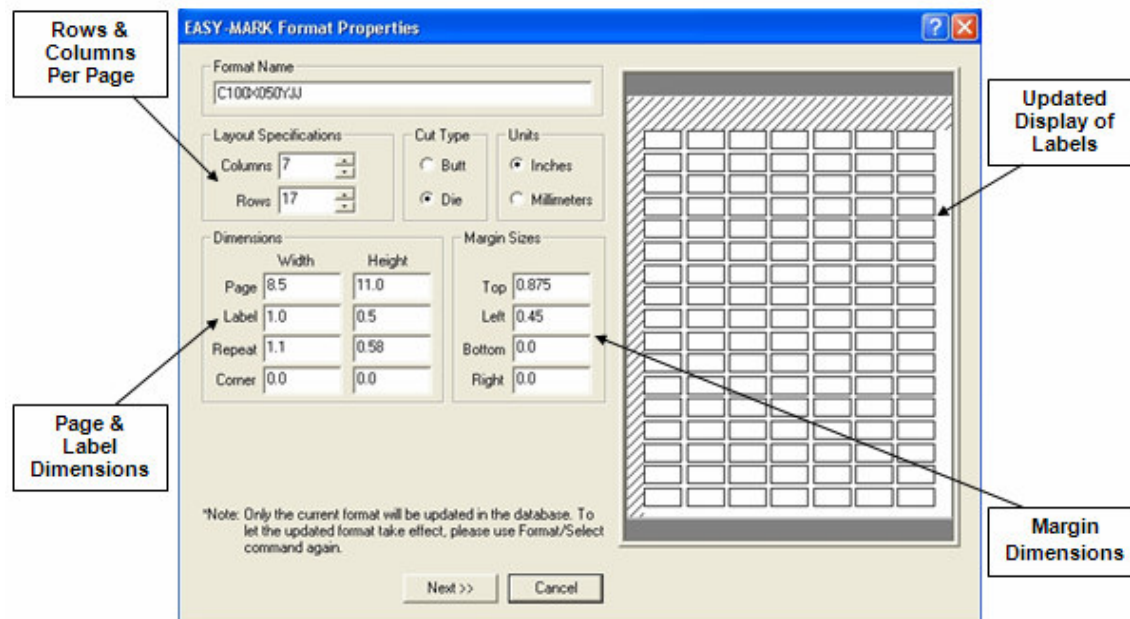 Rows &
Columns
Per Page
EASY-MARK Format Properties
Format Name
C100X050YJJ
Layout Specifications
Columns 7
Rows 17
Cut Type
Butt
Die
Units
Inches
Millimeters
Dimensions
Width Height
Page 8.5 11.0
Label 1.0 0.5
Repeat 1.1 0.58
Corner 0.0 0.0
Margin Sizes
Top 0.875
Left 0.45
Bottom 0.0
Right 0.0
*Note: Only the current format will be updated in the database. To
let the updated format take effect, please use Format/Select
command again.
Next >> Cancel
Updated
Display of
Labels
Page &
Label
Dimensions
Margin
Dimensions